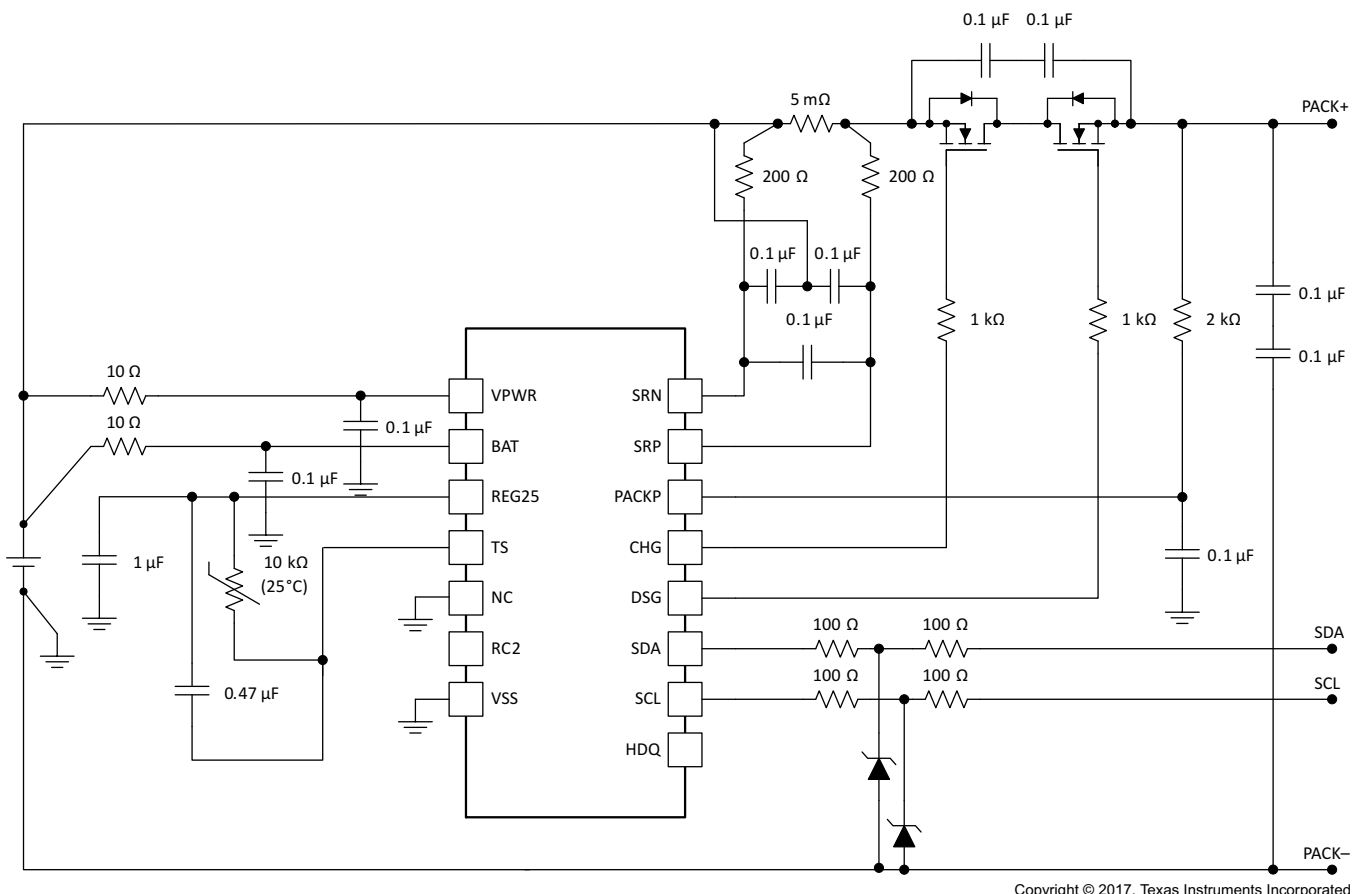 0.1 µF 0.1 µF
5 mΩ
PACK+
200 Ω 200 Ω
0.1 µF 0.1 µF
0.1 µF
1 kΩ 1 kΩ 2 kΩ
0.1 µF
0.1 µF
10 Ω
VPWR SRN
0.1 µF
10 Ω
BAT SRP
0.1 µF
REG25 PACKP
1 µF
10 kΩ
(25°C)
TS CHG
0.1 µF
NC DSG
100 Ω 100 Ω
RC2 SDA
SDA
100 Ω 100 Ω
0.47 µF
VSS SCL
SCL
HDQ
PACK–
Copyright © 2017, Texas Instruments Incorporated